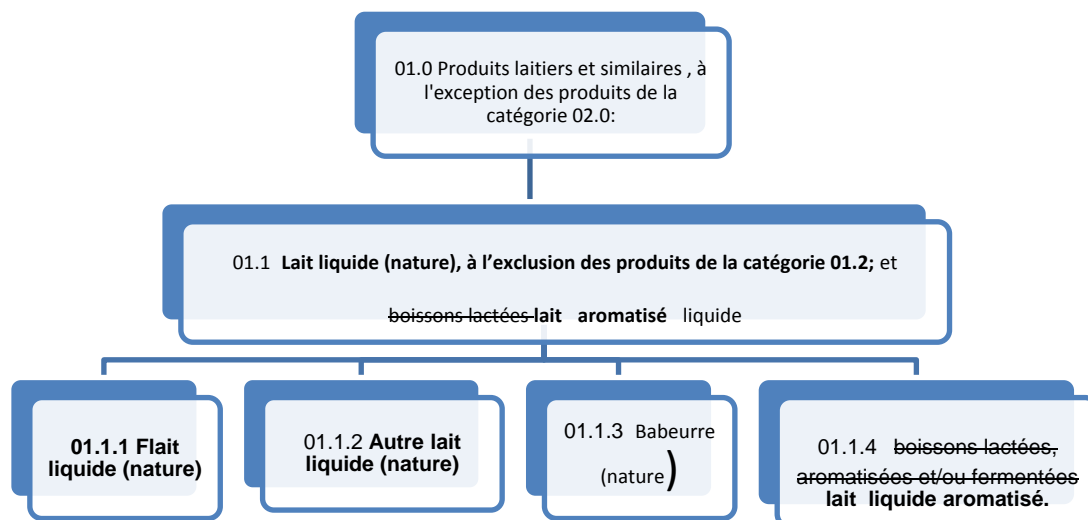 01.0 Produits laitiers et similaires , à
l'exception des produits de la
catégorie 02.0:
01.1 Lait liquide (nature), à l’exclusion des produits de la catégorie 01.2; et
boissons lactées lait aromatisé liquide
01.1.1 Flait
liquide (nature)
01.1.2 Autre lait
liquide (nature)
01.1.3 Babeurre
(nature)
01.1.4 boissons lactées,
aromatisées et/ou fermentées
lait liquide aromatisé.